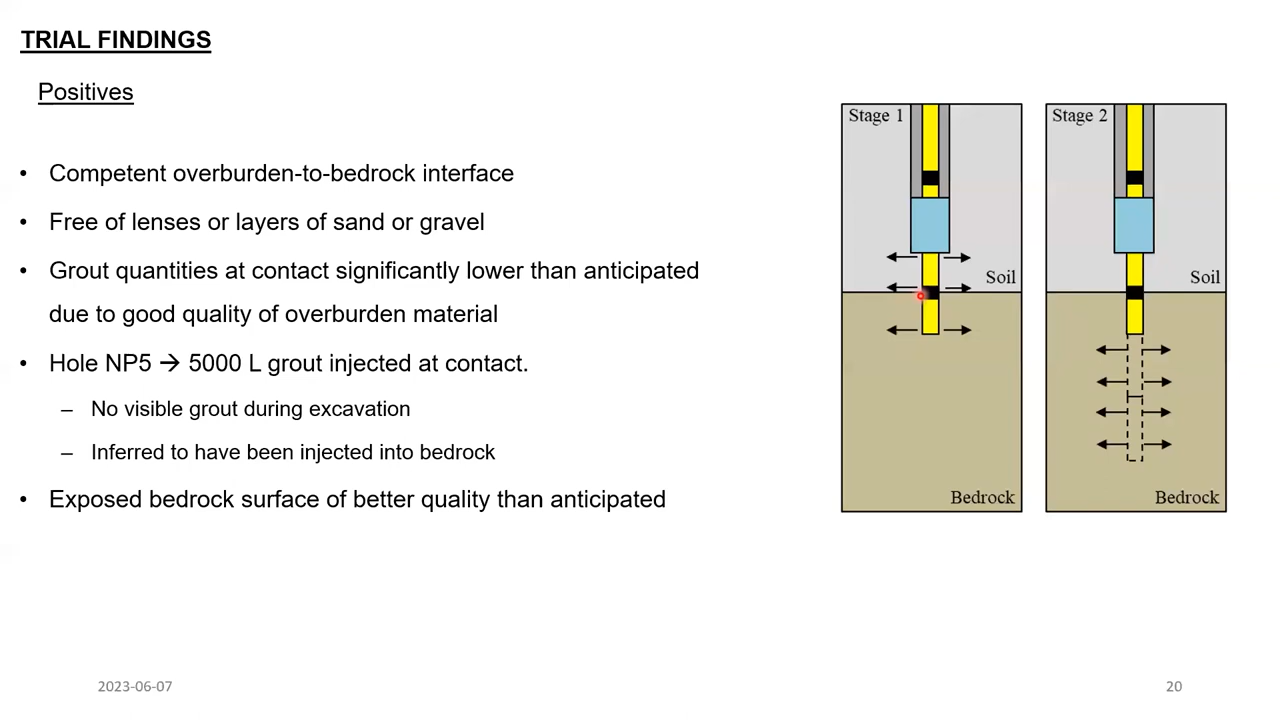 TRIAL FINDINGS
Positives
• Competent overburden-to-bedrock interface
• Free of lenses or layers of sand or gravel
• Grout quantities at contact significantly lower than anticipated
due to good quality of overburden material
• Hole NP5 → 5000 L grout injected at contact.
– No visible grout during excavation
– Inferred to have been injected into bedrock
• Exposed bedrock surface of better quality than anticipated
Stage 1
Soil
Bedrock
Stage 2
Soil
Bedrock
2023-06-07
20